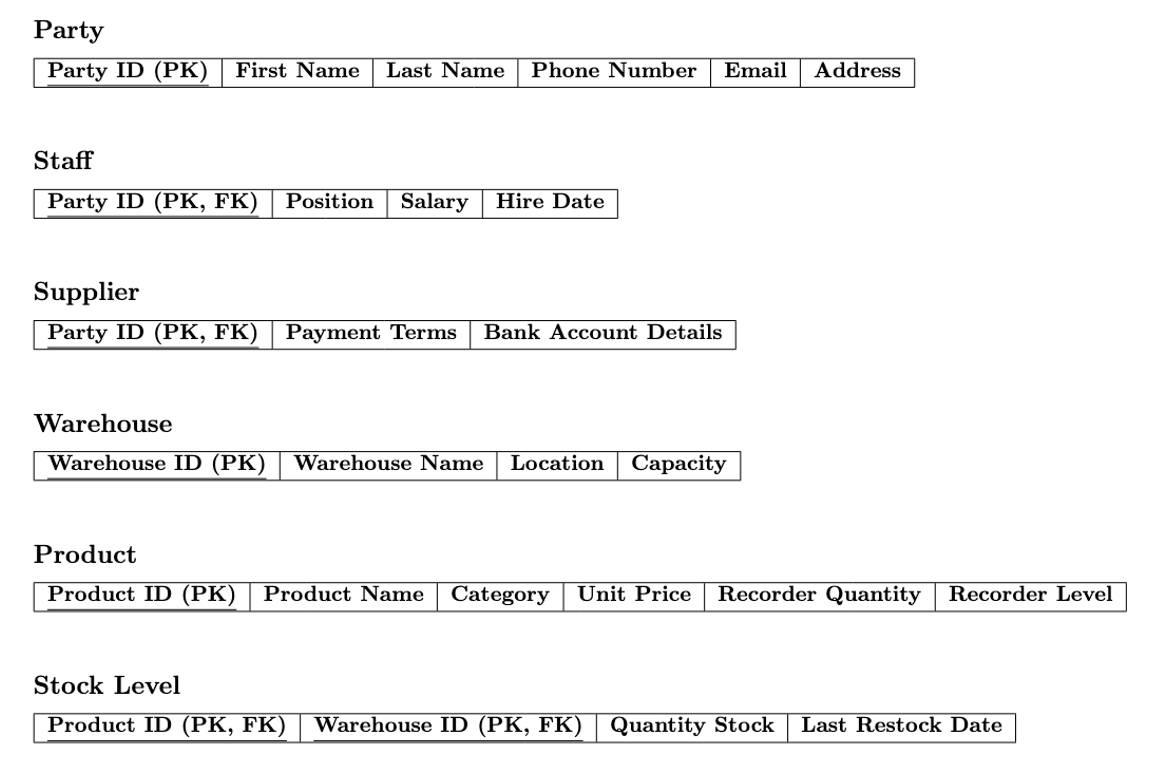 Party
Party ID (PK) First Name Last Name Phone Number Email Address
Staff
Party ID (PK, FK) Position Salary Hire Date
Supplier
Party ID (PK, FK) Payment Terms Bank Account Details
Warehouse
Warehouse ID (PK) Warehouse Name Location Capacity
Product
Product ID (PK) Product Name Category Unit Price Recorder Quantity Recorder Level
Stock Level
Product ID (PK, FK) Warehouse ID (PK, FK) Quantity Stock Last Restock Date